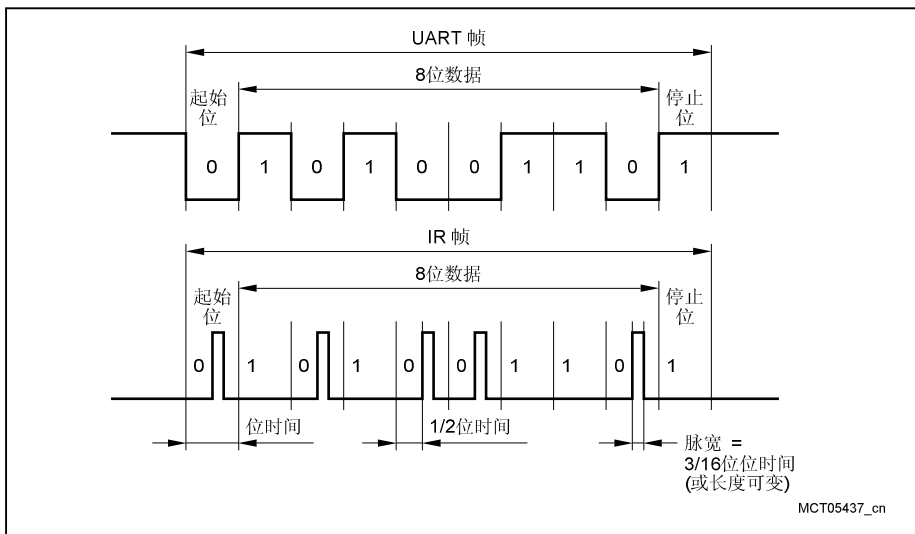 UART 帧
8位数据
起始
位
停止
位
0 1 0 1 0 0 1 1 0 1
IR 帧
8位数据
起始
位
停止
位
0 1 0 1 0 0 1 1 0 1
位时间
1/2位时间
脉宽 =
3/16位位时间
(或长度可变)
MCT05437_cn